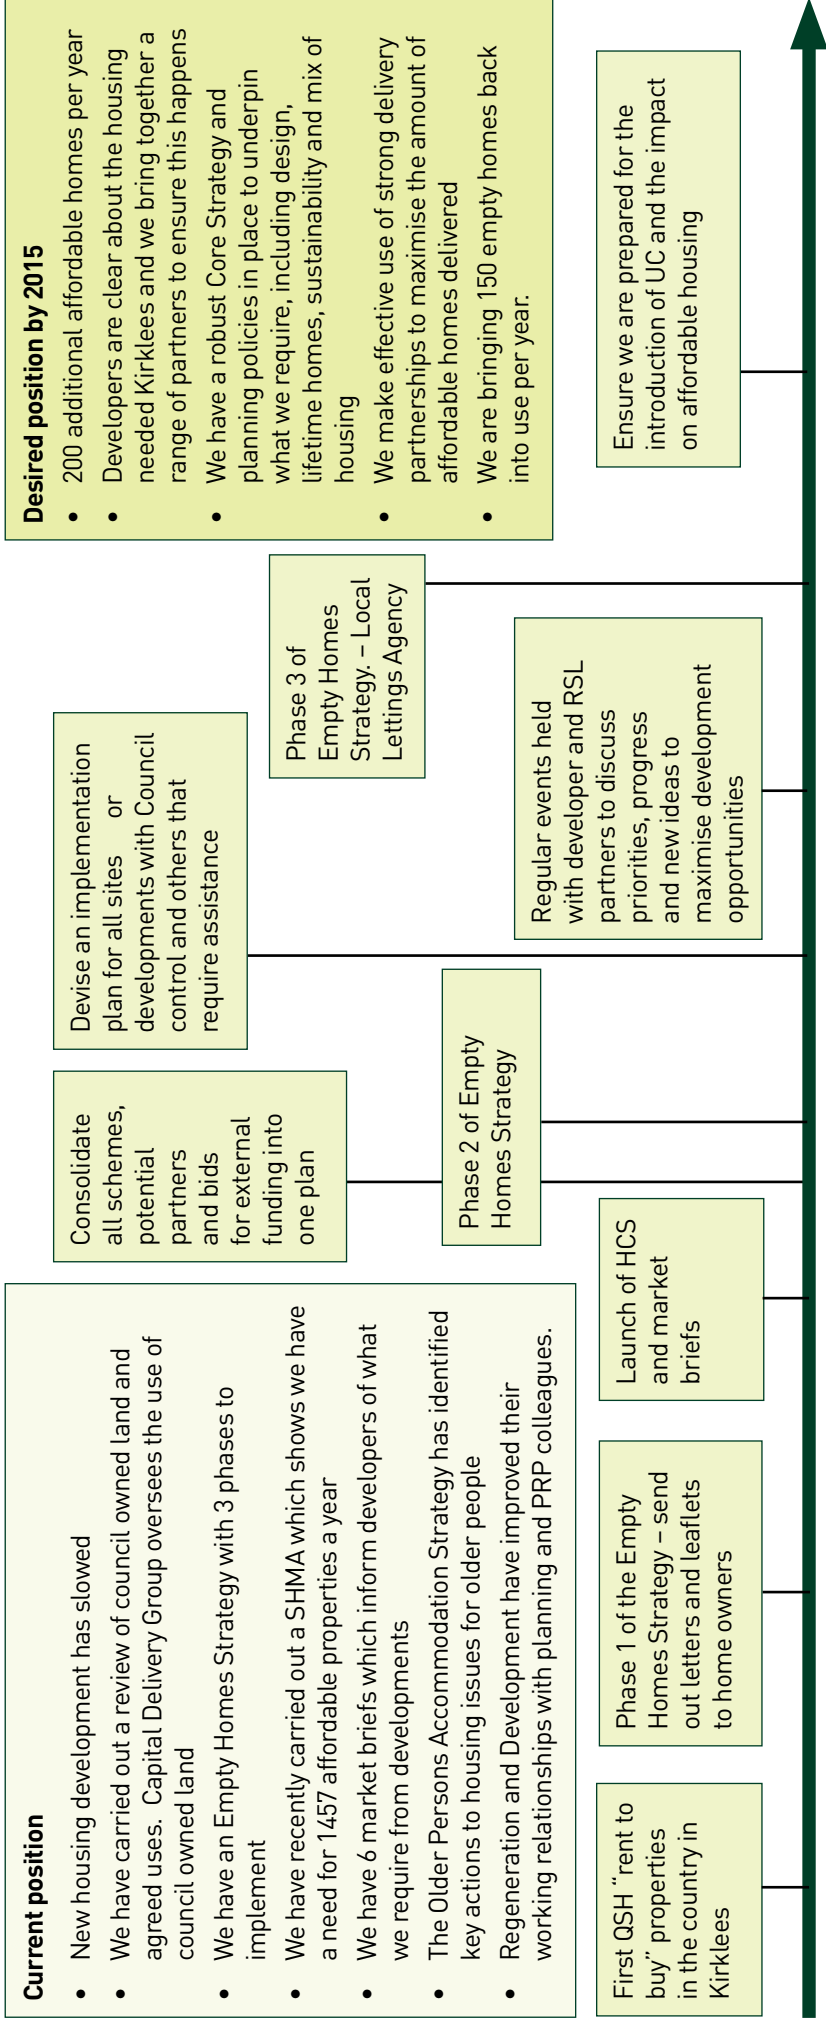 Current position
• New housing development has slowed
• We have carried out a review of council owned land and
agreed uses.  Capital Delivery Group oversees the use of
council owned land
• We have an Empty Homes Strategy with 3 phases to
implement
• We have recently carried out a SHMA which shows we have
a need for 1457 affordable properties a year
• We have 6 market briefs which inform developers of what
we require from developments
• The Older Persons Accommodation Strategy has identified
key actions to housing issues for older people
• Regeneration and Development have improved their
working relationships with planning and PRP colleagues.
Consolidate
all schemes,
potential
partners
and bids
for external
funding into
one plan
Devise an implementation
plan for all sites    or
developments with Council
control and others that
require assistance
Phase 3 of
Empty Homes
Strategy. – Local
Lettings Agency
Desired position by 2015
• 200 additional affordable homes per year
• Developers are clear about the housing
needed Kirklees and we bring together a
range of partners to ensure this happens
• We have a robust Core Strategy and
planning policies in place to underpin
what we require, including design,
lifetime homes, sustainability and mix of
housing
• We make effective use of strong delivery
partnerships to maximise the amount of
affordable homes delivered
• We are bringing 150 empty homes back
into use per year.
First QSH “rent to
buy” properties
in the country in
Kirklees
Phase 1 of the Empty
Homes Strategy – send
out letters and leaflets
to home owners
Launch of HCS
and market
briefs
Phase 2 of Empty
Homes Strategy
Regular events held
with developer and RSL
partners to discuss
priorities, progress
and new ideas to
maximise development
opportunities
Ensure we are prepared for the
introduction of UC and the impact
on affordable housing